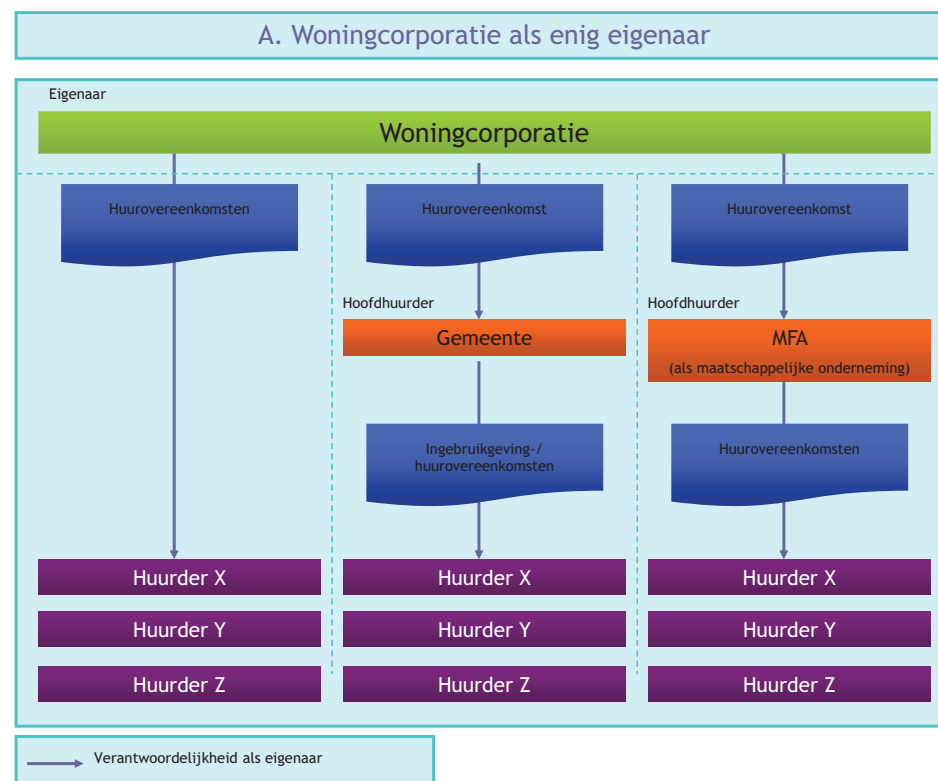 A. Woningcorporatie als enig eigenaar
Eigenaar
Woningcorporatie
Huurovereenkomsten
Huurovereenkomst
Huurovereenkomst
Hoofdhuurder
Hoofdhuurder
Gemeente
MFA
(als maatschappelijke onderneming)
Ingebruikgeving-/
huurovereenkomsten
Huurovereenkomsten
Huurder X
Huurder X
Huurder X
Huurder Y
Huurder Y
Huurder Y
Huurder Z
Huurder Z
Huurder Z
Verantwoordelijkheid als eigenaar